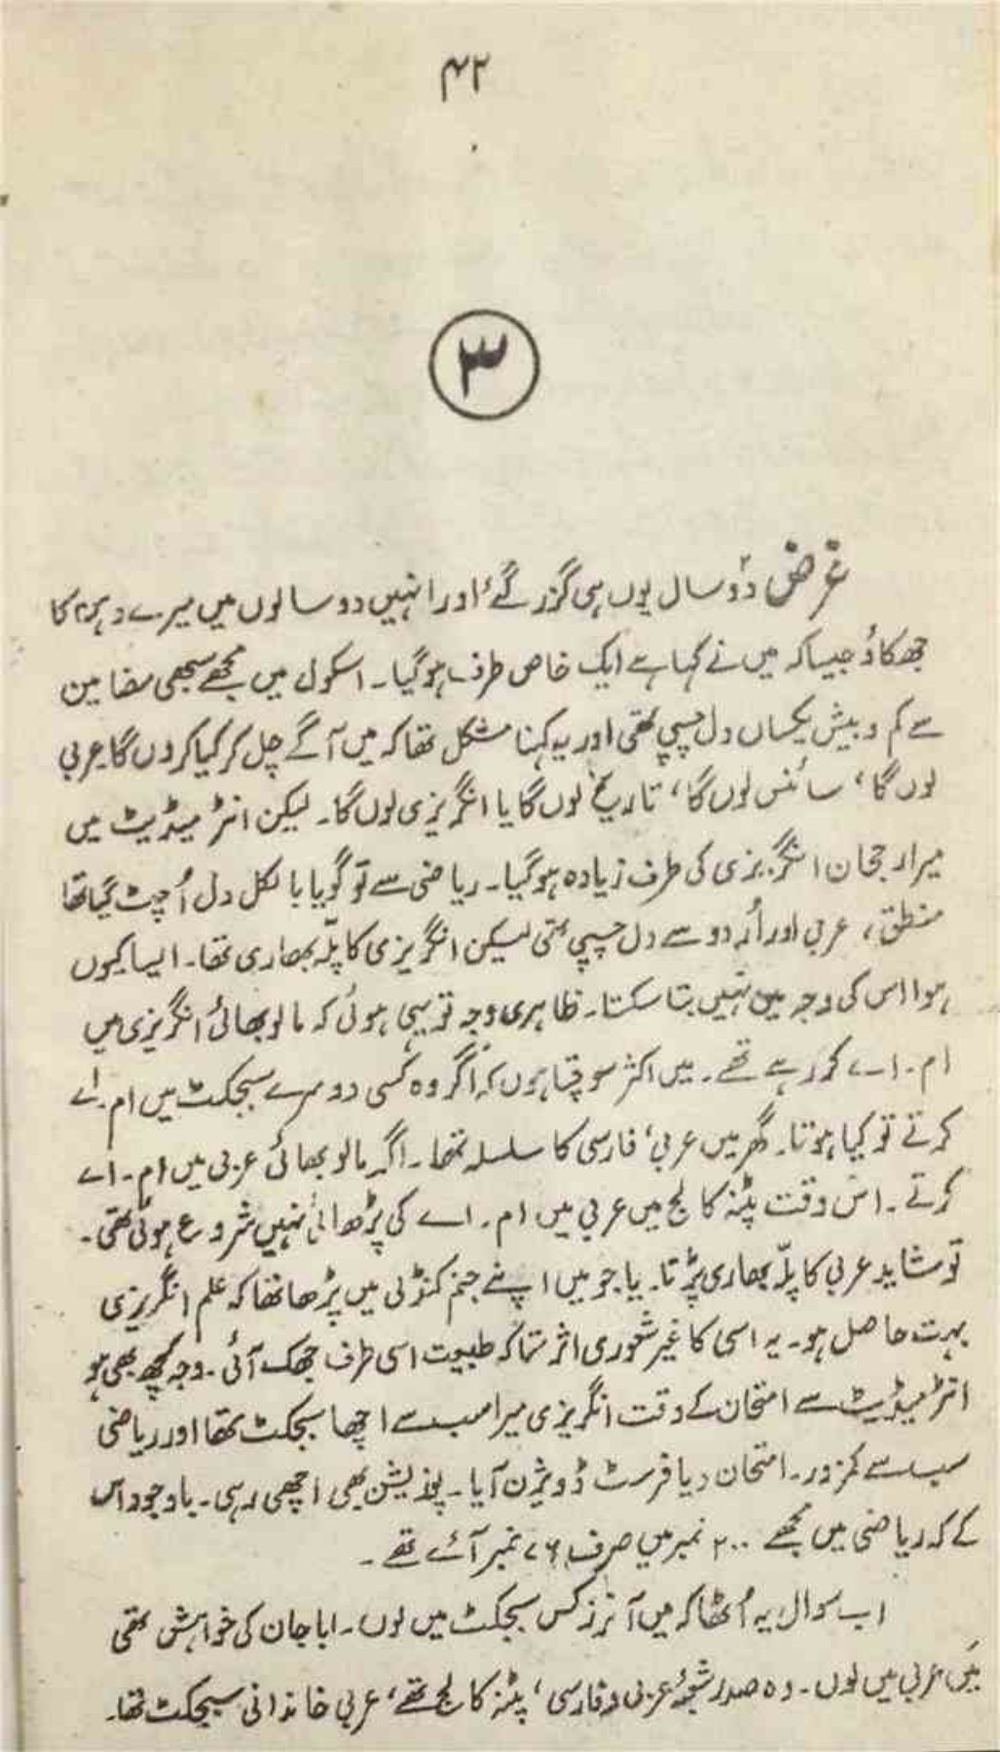 ۴۲
۳
غرض دو سال یوں ہی گزر گئے اور انہیں دو سالوں میں میرے دہن کا
جھکاؤ جیسا کہ میں نے کہا ہے ایک خاص طرف ہو گیا۔ اسکول میں مجھے سبھی مضامین
سے کم و بیش یکساں دل چسپی تھی اور یہ کہنا مشکل تھا کہ میں آگے چل کر کیا کروں گا عربی
لوں گا، سائنس لوں گا، تاریخ لوں گا یا انگریزی لوں گا۔ لیکن انٹر میڈیٹ میں
میرا رجحان انگریزی کی طرف زیادہ ہو گیا۔ ریاضی سے تو گویا بالکل دل اُچٹ گیا تھا
منطق، عربی اور اُردو سے دل چسپی تھی لیکن انگریزی کا پلّہ بھاری تھا۔ ایسا کیوں
ہوا اس کی وجہ میں نہیں بتا سکتا۔ ظاہری وجہ تو یہی ہوئی کہ مالو بھائی انگریزی میں
ام۔ اے کر رہے تھے۔ میں اکثر سوچتا ہوں کہ اگر وہ کسی دوسرے سبجکٹ میں ام۔ اے
کرتے تو کیا ہوتا۔ گھر میں عربی، فارسی کا سلسلہ تھا۔ اگر مالو بھائی عربی میں ام۔ اے
کرتے۔ اس وقت پٹنہ کالج میں عربی میں ام۔ اے کی پڑھائی نہیں شروع ہوئی تھی۔
تو شاید عربی کا پلّہ بھاری پڑتا۔ یا جو میں اپنے جنم کنڈلی میں پڑھا تھا کہ علم انگریزی
بہت حاصل ہو۔ یہ اسی کا غیر شعوری اثر تھا کہ طبیعت اسی طرف جھک آئی۔ وجہ کچھ بھی ہو
انٹر میڈیٹ سے امتحان کے وقت انگریزی میرا سب سے اچھا سبجکٹ تھا اور ریاضی
سب سے کمزور۔ امتحان دیا فرسٹ ڈویژن آیا۔ پوزیشن بھی اچھی رہی۔ باوجود اس
کے کہ ریاضی میں مجھے ۲۰۰ نمبر میں صرف ۷۶ نمبر آئے تھے۔
اب سوال یہ اُٹھا کہ میں آنرز کس سبجکٹ میں لوں۔ ابا جان کی خواہش تھی
میں عربی میں لوں۔ وہ صدر شعبۂ عربی و فارسی، پٹنہ کالج تھے، عربی خاندانی سبجکٹ تھا۔